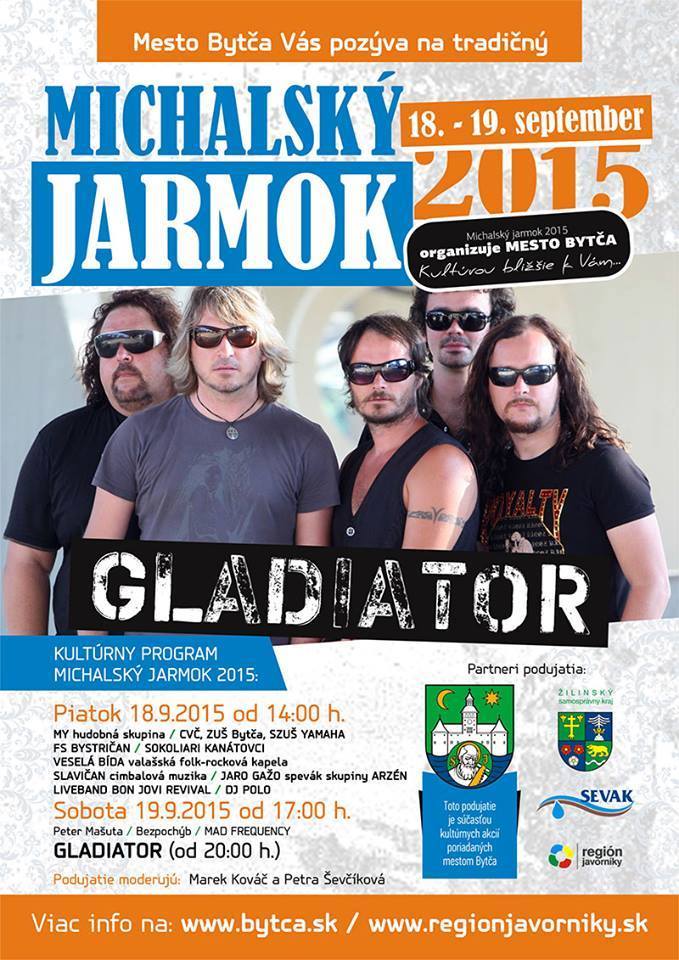 Mesto Bytča Vás pozýva na tradičný
MICHALSKÝ
JARMOK
18. - 19. september
2015
Michalský jarmok 2015
organizuje MESTO BYTČA
Kultúrou bližšie k Vám...
ROYALTY
GLADIATOR
KULTÚRNY PROGRAM
MICHALSKÝ JARMOK 2015:
Piatok 18.9.2015 od 14:00 h.
MY hudobná skupina / CVČ, ZUŠ Bytča, SZUŠ YAMAHA
FS BYSTRIČAN / SOKOLIARI KANÁTOVCI
VESELÁ BÍDA valašská folk-rocková kapela
SLAVIČAN cimbalová muzika / JARO GAŽO spevák skupiny ARZÉN
LIVEBAND BON JOVI REVIVAL / DJ POLO
Sobota 19.9.2015 od 17:00 h.
Peter Mašuta / Bezpochýb / MAD FREQUENCY
GLADIATOR (od 20:00 h.)
Podujatie moderujú: Marek Kováč a Petra Ševčíková
Partneri podujatia:
Toto podujatie
je súčasťou
kultúrnych akcií
poriadaných
mestom Bytča
ŽILINSKÝ
samosprávny kraj
SEVAK
región
javorníky
Viac info na: www.bytca.sk / www.regionjavorniky.sk